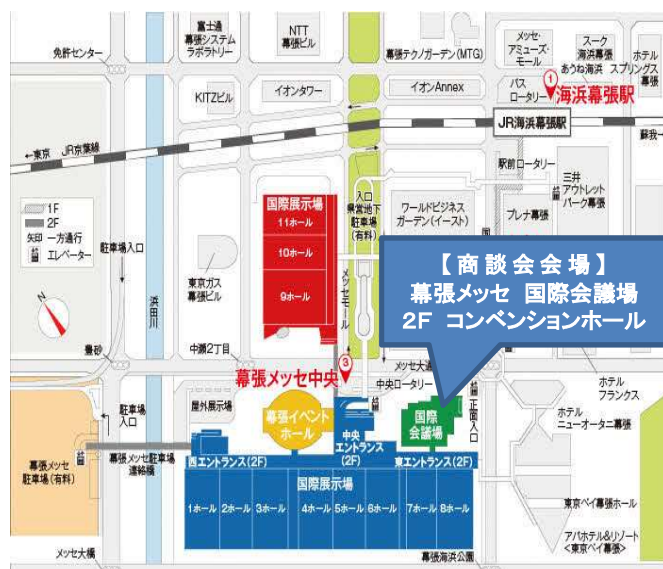 富士通
幕張システム
ラボラトリー
NTT
幕張ビル
幕張テクノガーデン(MTG)
メッセ・
アミューズ・
モール
スーク
海浜幕張
あうね海浜
ホテル
スプリングス
幕張
免許センター
KITZビル
イオンタワー
イオンAnnex
バス
ロータリー
1
海浜幕張駅
JR海浜幕張駅
蘇我→
←東京 JR京葉線
駅前ロータリー
1F
2F
矢印 一方通行
エレベーター
N
駐車場入口
浜田川
東京ガス
幕張ビル
国際展示場
11ホール
10ホール
9ホール
メッセモール
入口
県営地下
駐車場
(有料)
ワールドビジネス
ガーデン(イースト)
プレナ幕張
三井
アウトレット
パーク幕張
国
【商談会会場】
幕張メッセ 国際会議場
2F コンベンションホール
豊砂
中瀬2丁目
幕張メッセ中央
3
メッセ大通
中央ロータリー
正面入口
ホテル
フランクス
ホテル
ニューオータニ幕張
駐車場
入口
屋外展示場
幕張イベント
ホール
中央
エントランス
(2F)
国際
会議場
幕張メッセ
駐車場(有料)
幕張メッセ駐車場
連絡橋
西エントランス(2F)
東エントランス(2F)
国際展示場
1ホール
2ホール
3ホール
4ホール
5ホール
6ホール
7ホール
8ホール
東京ベイ幕張ホール
アパホテル&リゾート
<東京ベイ幕張>
メッセ大橋
幕張海浜公園